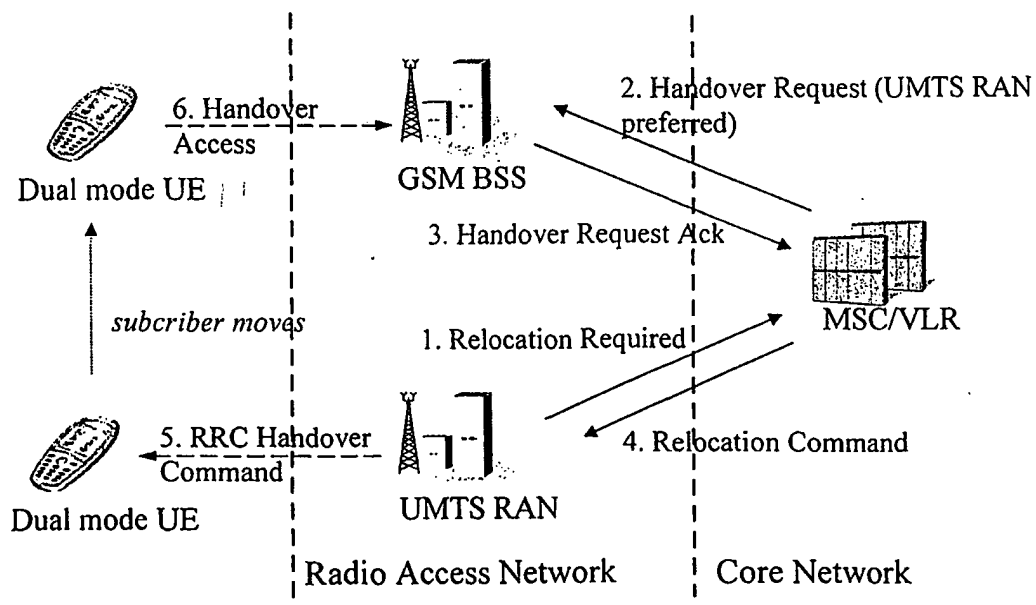 2. Handover Request (UMTS RAN
preferred)
6. Handover
Access
GSM BSS
Dual mode UE
3. Handover Request Ack
MSC/VLR
subcriber moves
1. Relocation Required
5. RRC Handover
Command
4. Relocation Command
UMTS RAN
Dual mode UE
Radio Access Network
Core Network